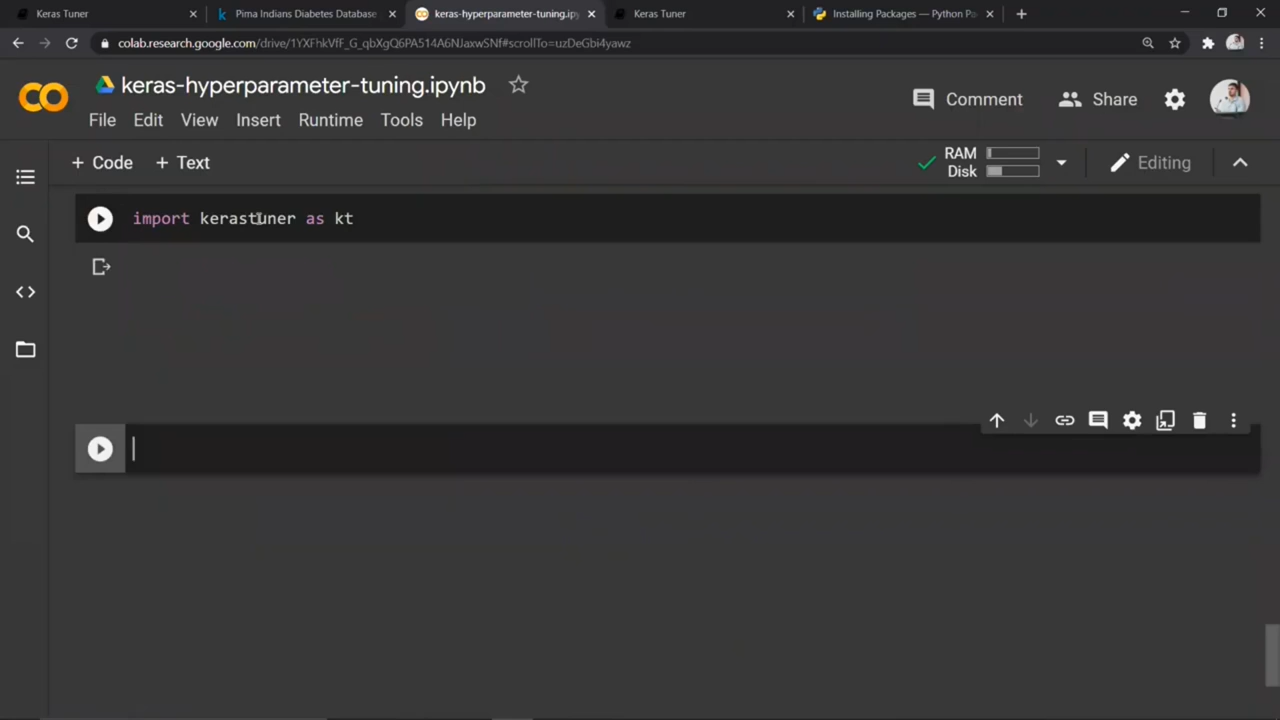 Keras Tuner
Pima Indians Diabetes Database
keras-hyperparameter-tuning.ipy
Keras Tuner
Installing Packages — Python Pa
colab.research.google.com/drive/1YXFhkVfF_G_qbXgQ6PA514A6NJaxwSNf#scrollTo=uzDeGbi4yawz
keras-hyperparameter-tuning.ipynb
Comment
Share
File Edit View Insert Runtime Tools Help
+ Code + Text
RAM
Disk
Editing
import kerastuner as kt